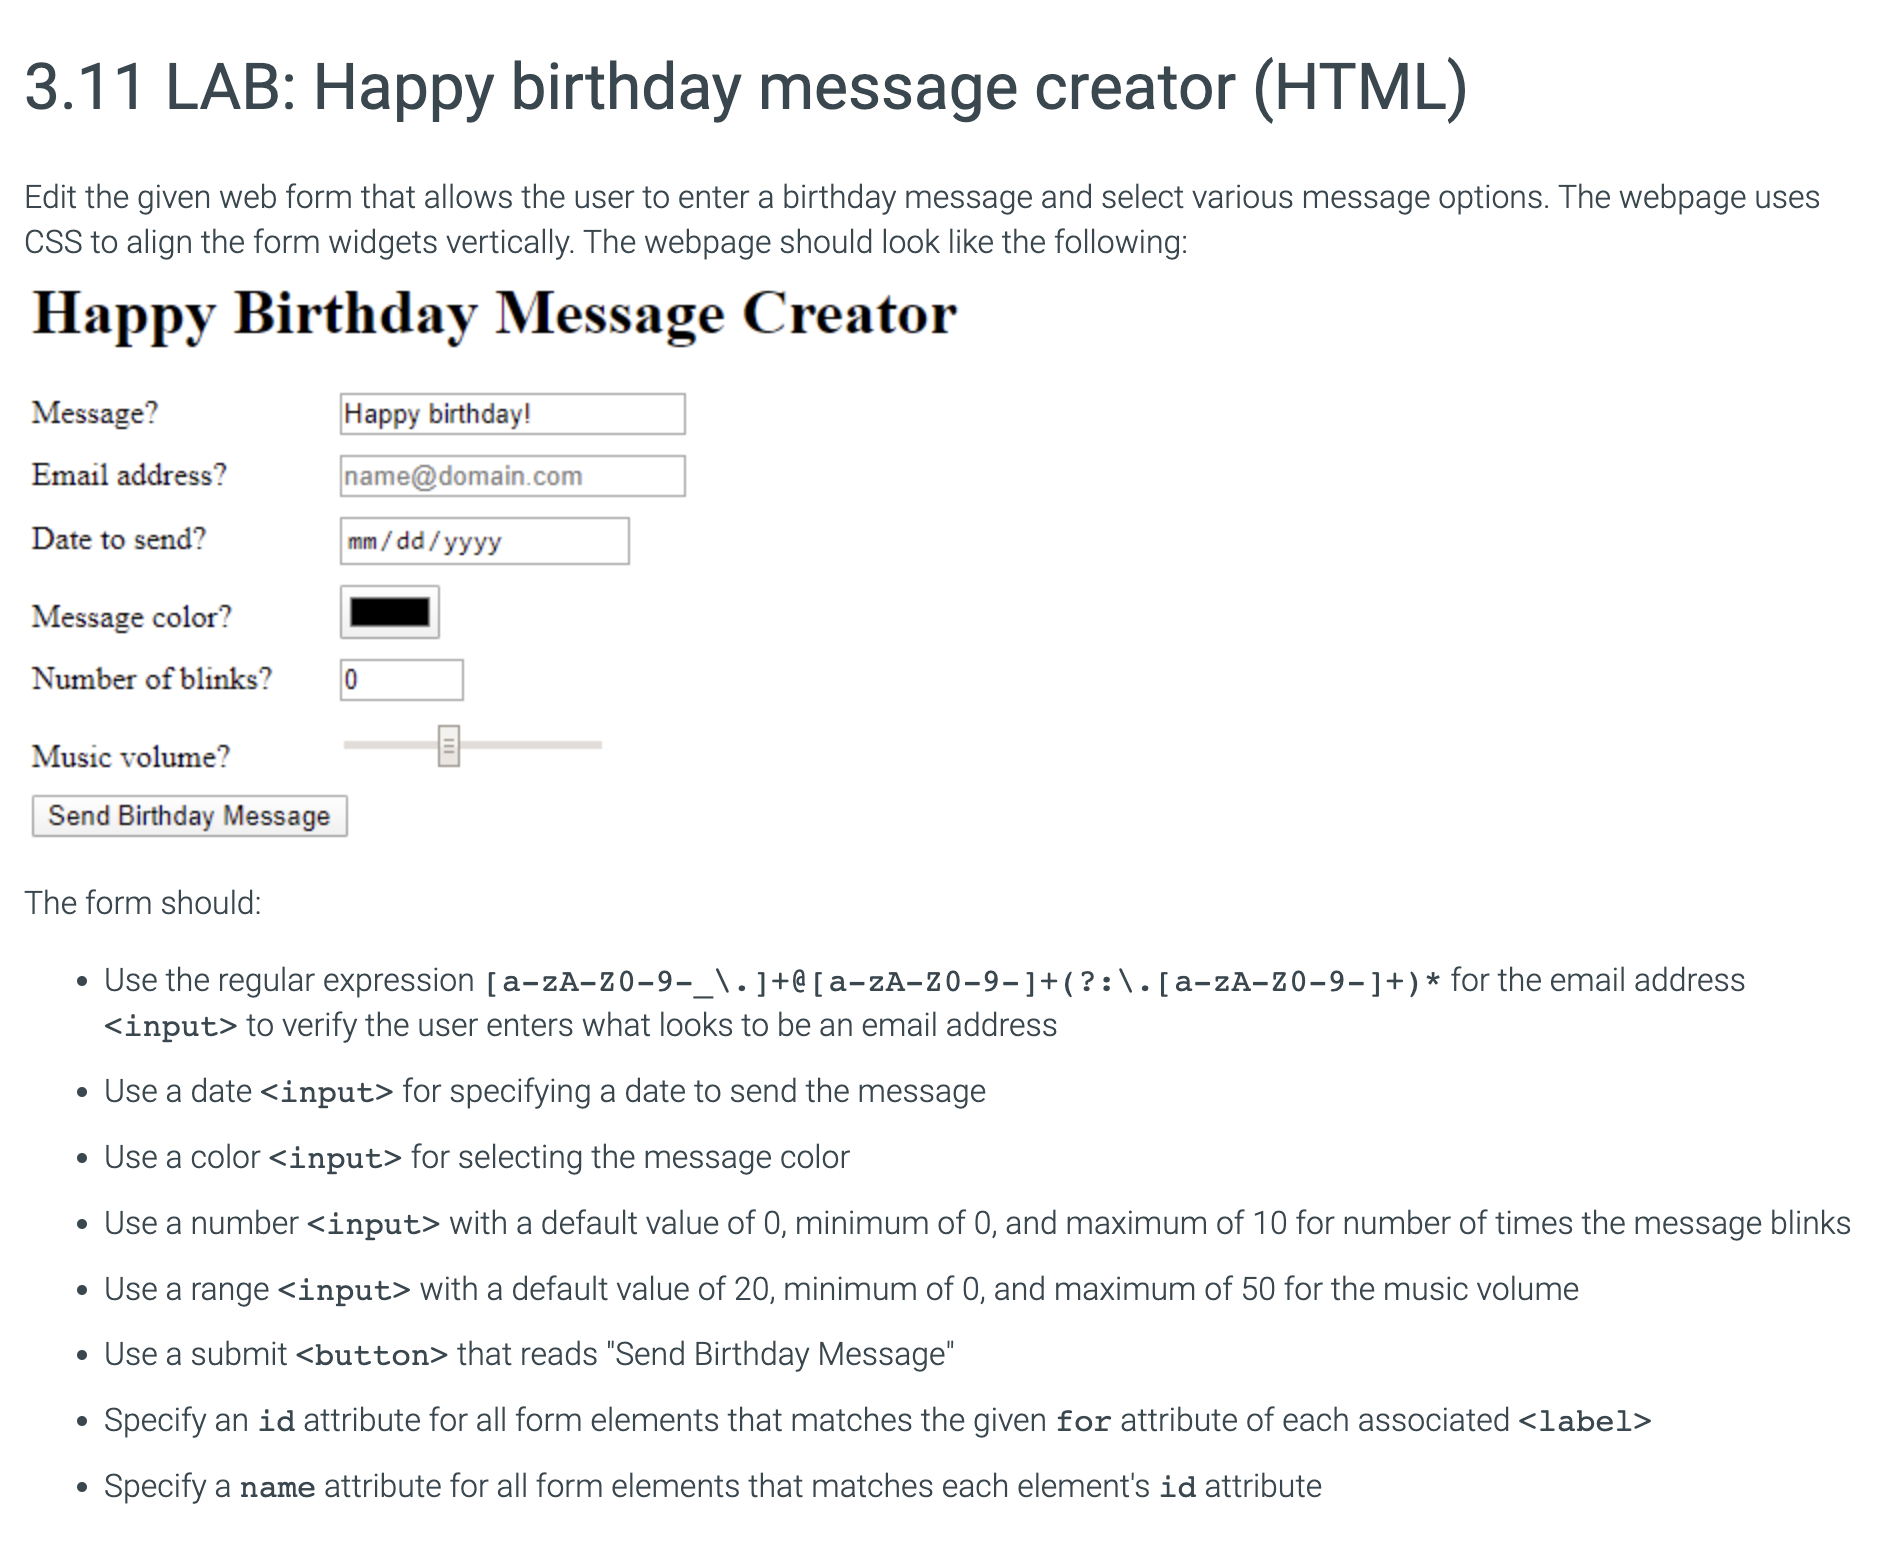 3.11 LAB: Happy birthday message creator (HTML)
Edit the given web form that allows the user to enter a birthday message and select various message options. The webpage uses
CSS to align the form widgets vertically. The webpage should look like the following:
Happy Birthday Message Creator
Message? Happy birthday!
Email address? name@domain.com
Date to send? mm/dd/yyyy
Message color?
Number of blinks? 0
Music volume?
Send Birthday Message
The form should:
• Use the regular expression [a-zA-Z0-9-_\.]+@[a-zA-Z0-9-]+(?:\.[a-zA-Z0-9-]+)* for the email address
<input> to verify the user enters what looks to be an email address
• Use a date <input> for specifying a date to send the message
• Use a color <input> for selecting the message color
• Use a number <input> with a default value of 0, minimum of 0, and maximum of 10 for number of times the message blinks
• Use a range <input> with a default value of 20, minimum of 0, and maximum of 50 for the music volume
• Use a submit <button> that reads "Send Birthday Message"
• Specify an id attribute for all form elements that matches the given for attribute of each associated <label>
• Specify a name attribute for all form elements that matches each element's id attribute